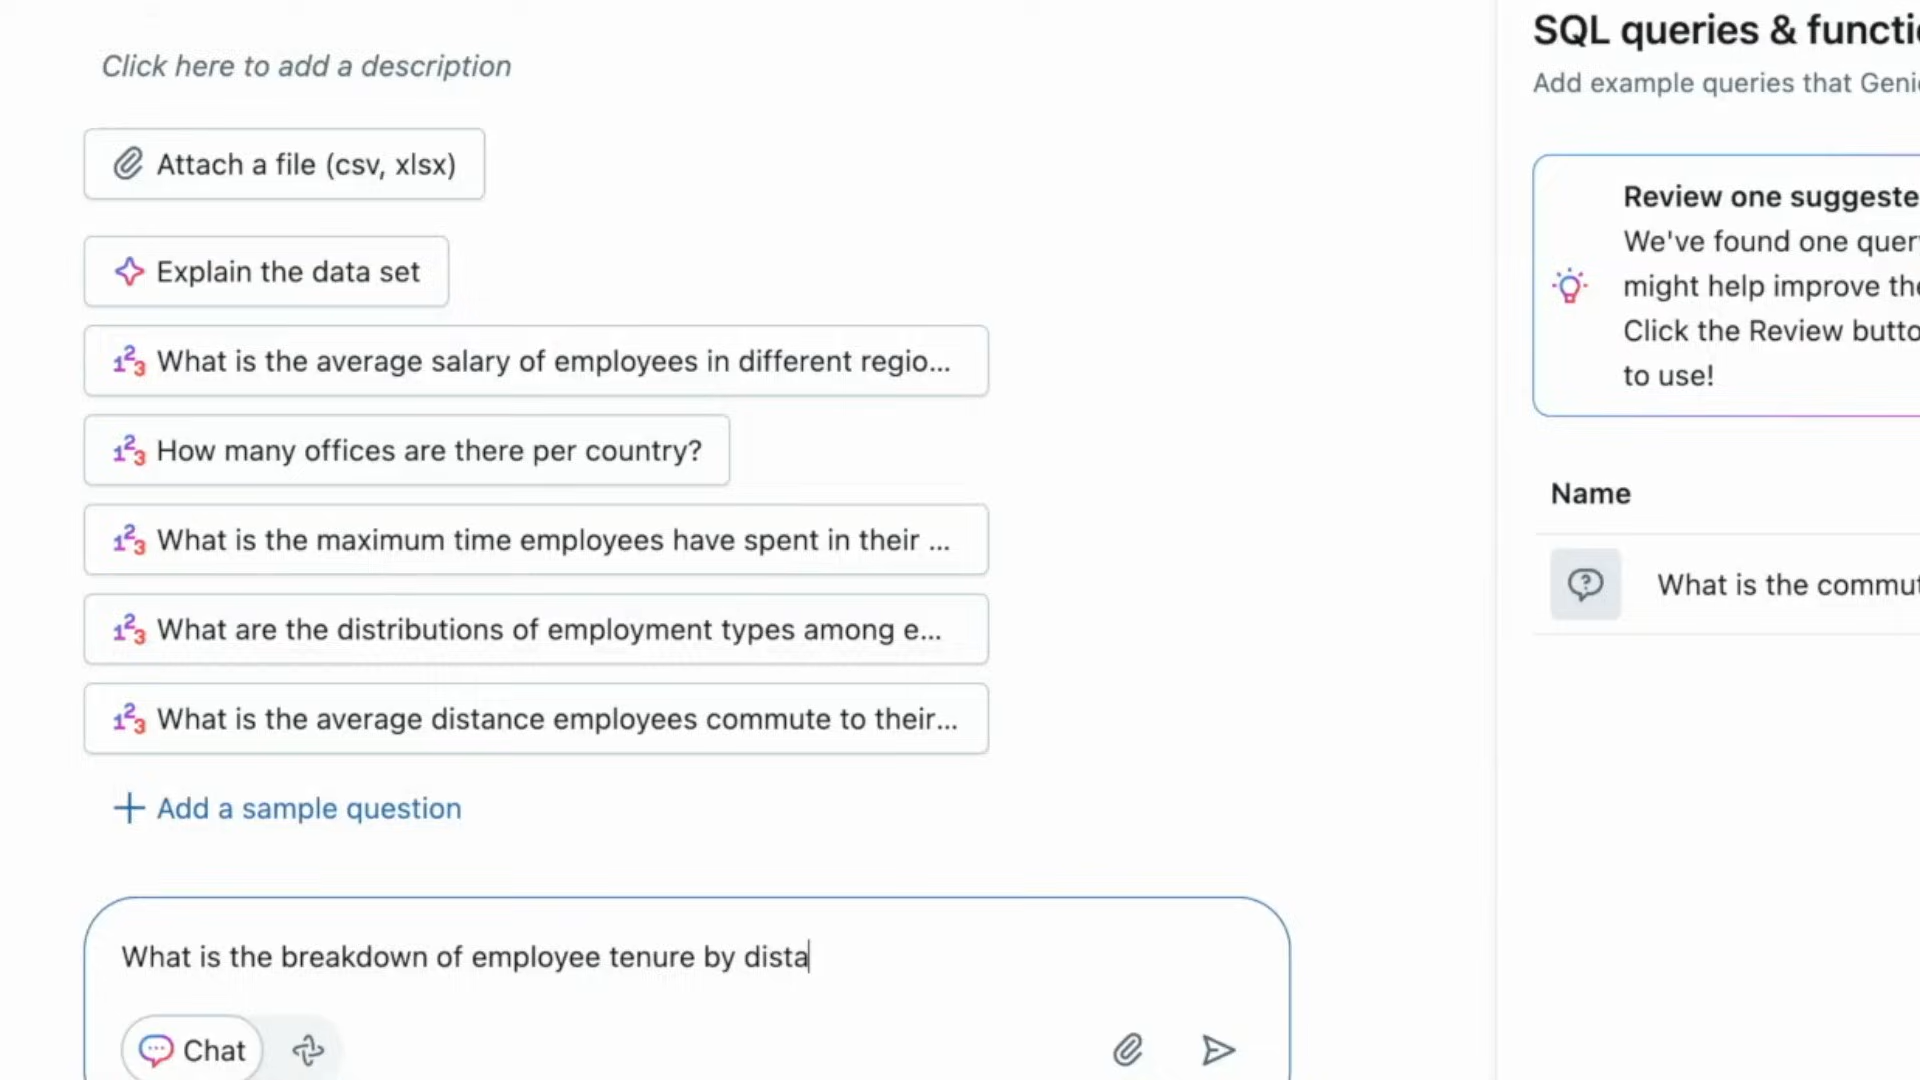 Click here to add a description
Attach a file (csv, xlsx)
Explain the data set
What is the average salary of employees in different regio...
How many offices are there per country?
What is the maximum time employees have spent in their ...
What are the distributions of employment types among e...
What is the average distance employees commute to their...
+ Add a sample question
What is the breakdown of employee tenure by dista
Chat
SQL queries & functi
Add example queries that Geni
Review one suggeste
We've found one quer
might help improve the
Click the Review butto
to use!
Name
What is the commut